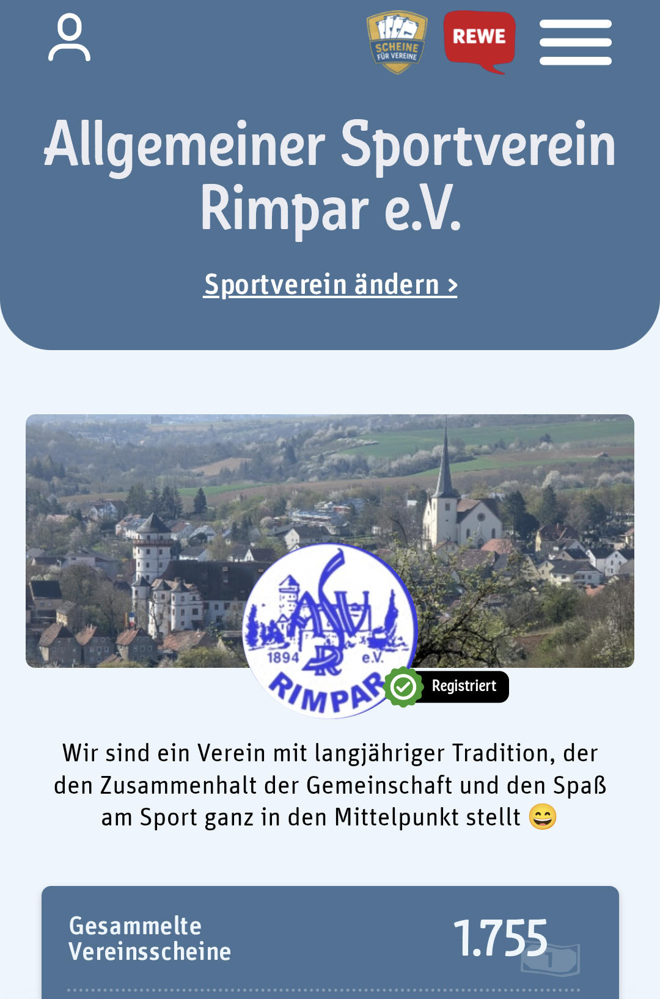 SCHEINE
FÜR VEREINE
REWE
Allgemeiner Sportverein
Rimpar e.V.
Sportverein ändern >
ASV
1894
R
e.V.
RIMPAR
Registriert
Wir sind ein Verein mit langjähriger Tradition, der
den Zusammenhalt der Gemeinschaft und den Spaß
am Sport ganz in den Mittelpunkt stellt 😄
Gesammelte
Vereinsscheine
1.755
1